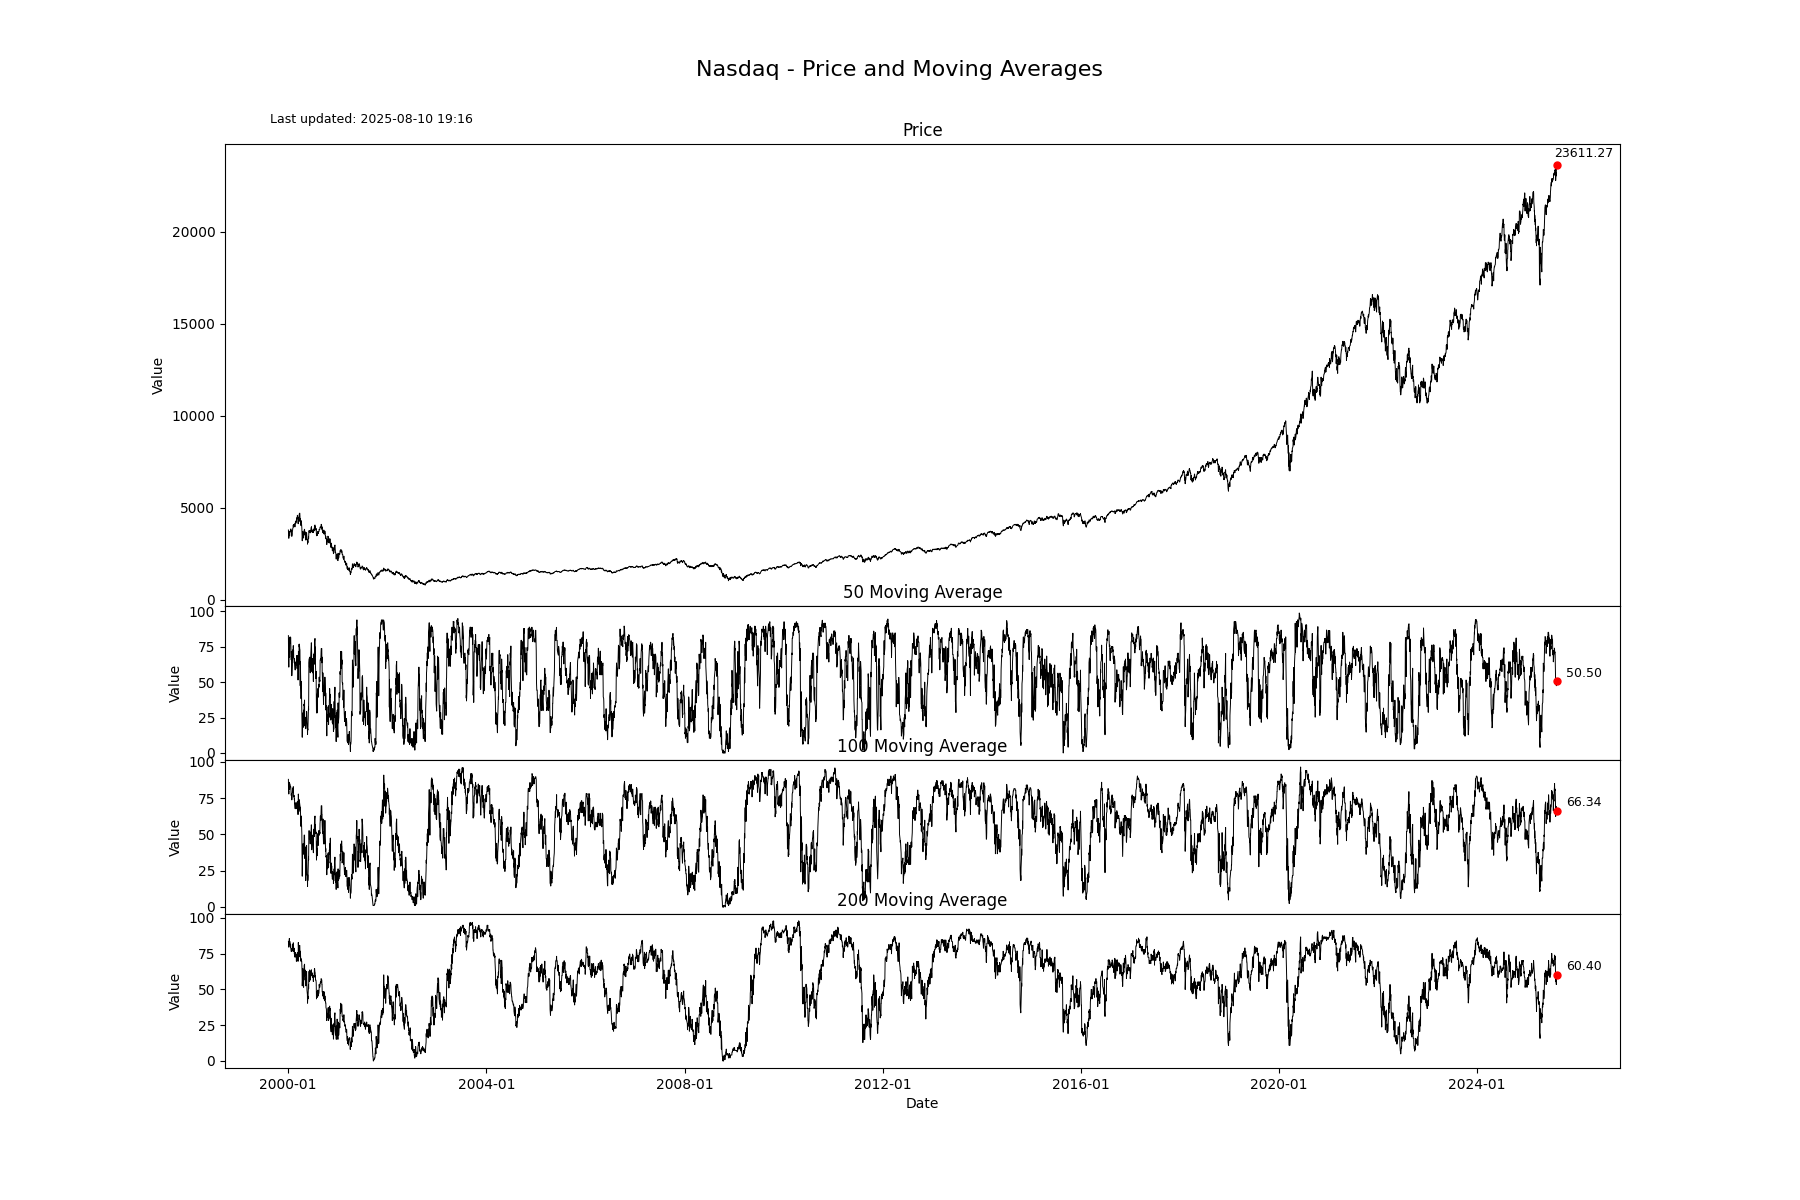 Nasdaq - Price and Moving Averages
Last updated: 2025-08-10 19:16
Price
23611.27
20000
15000
10000
5000
0
Value
50 Moving Average
100
75
50
25
0
Value
50.50
100 Moving Average
100
75
50
25
0
Value
66.34
200 Moving Average
100
75
50
25
0
Value
60.40
2000-01 2004-01 2008-01 2012-01 2016-01 2020-01 2024-01
Date